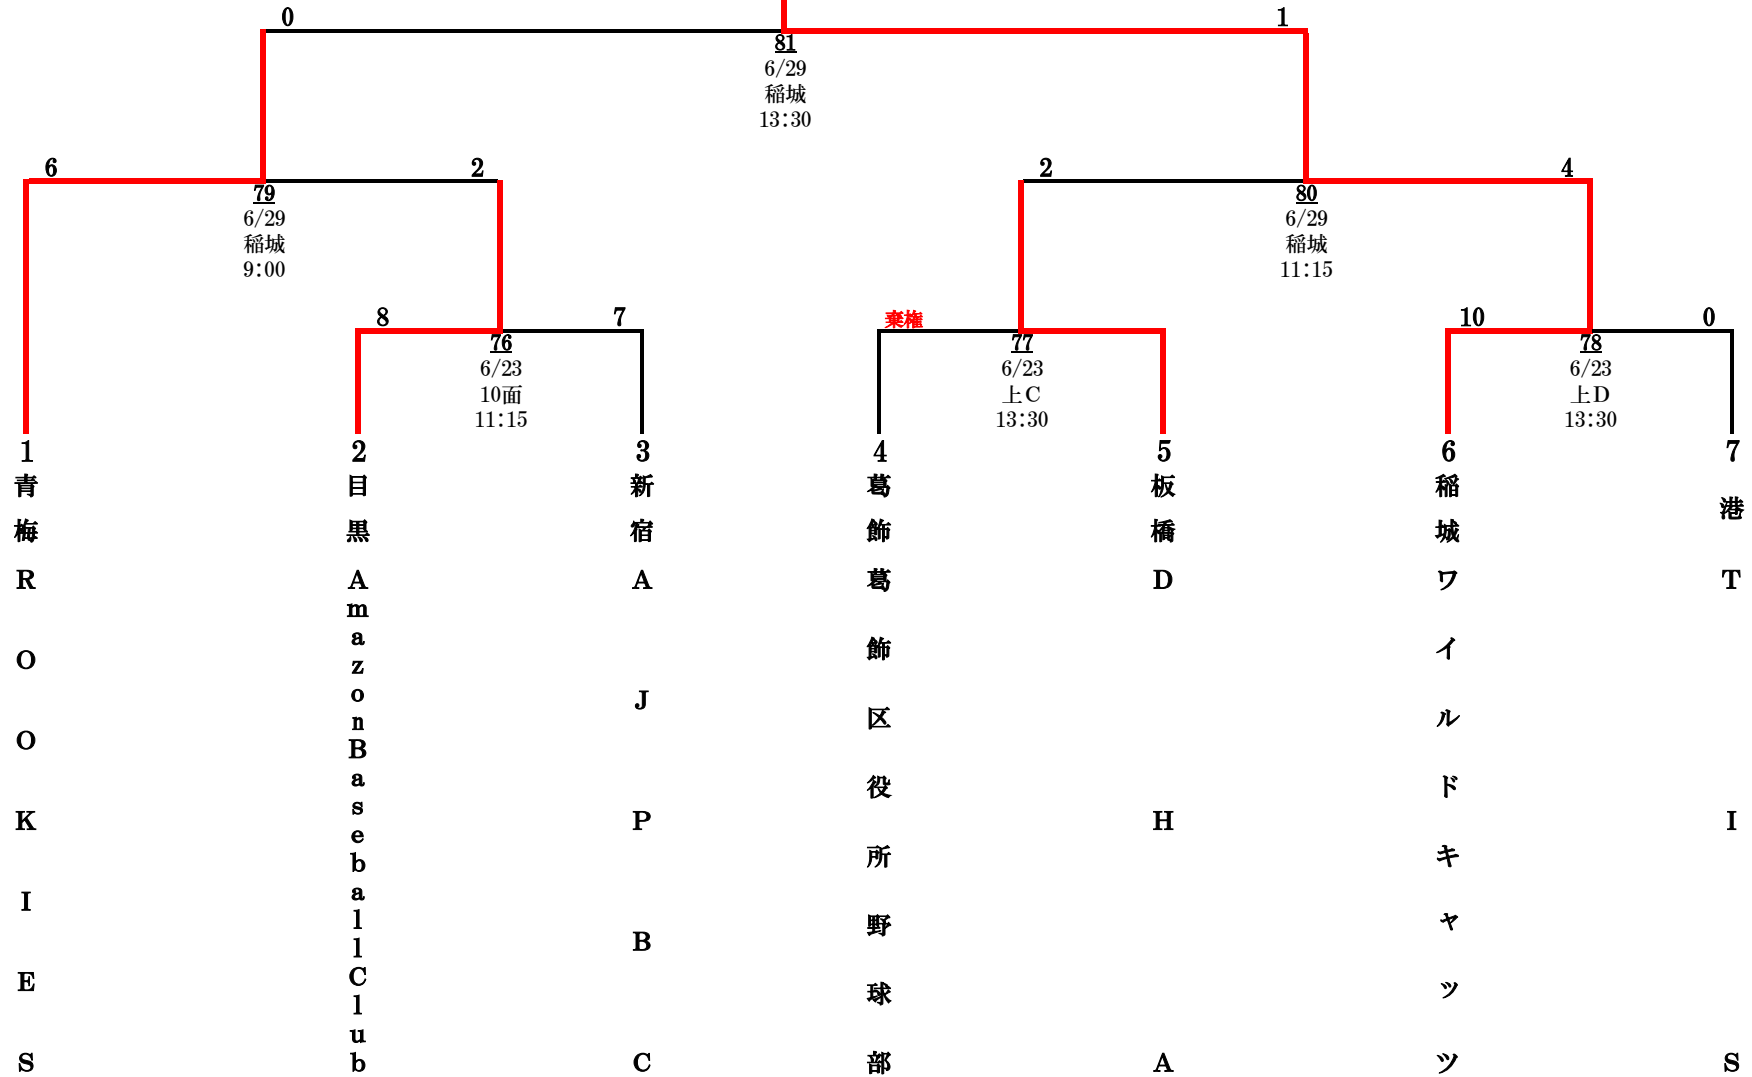 0 1
81
6/29
稲城
13:30
6 2 2 4
79
6/29
稲城
9:00
80
6/29
稲城
11:15
8 7 棄権 10 0
76
6/23
10面
11:15
77
6/23
上C
13:30
78
6/23
上D
13:30
1 2 3 4 5 6 7
青梅
ROOKIES
目黒
AmazonBaseballClub
新宿
AJPBC
葛飾
葛飾区役所野球部
板橋
DHA
稲城
ワイルドキャッツ
港
TIS